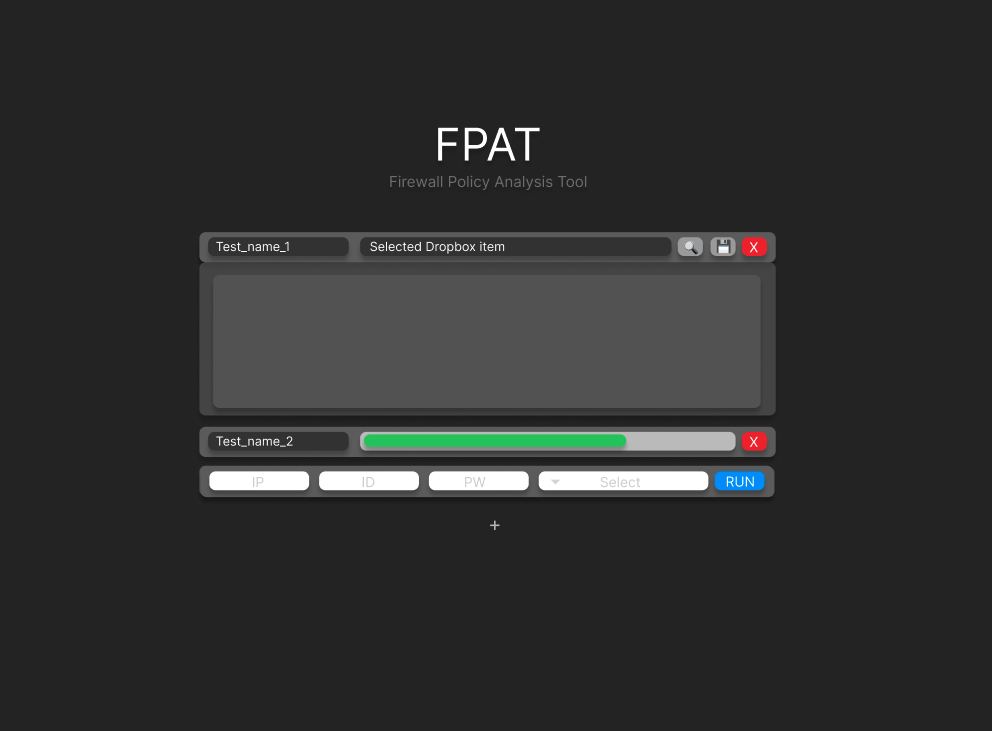 FPAT
Firewall Policy Analysis Tool
Test_name_1 Selected Dropbox item X
Test_name_2 X
IP ID PW Select RUN
+